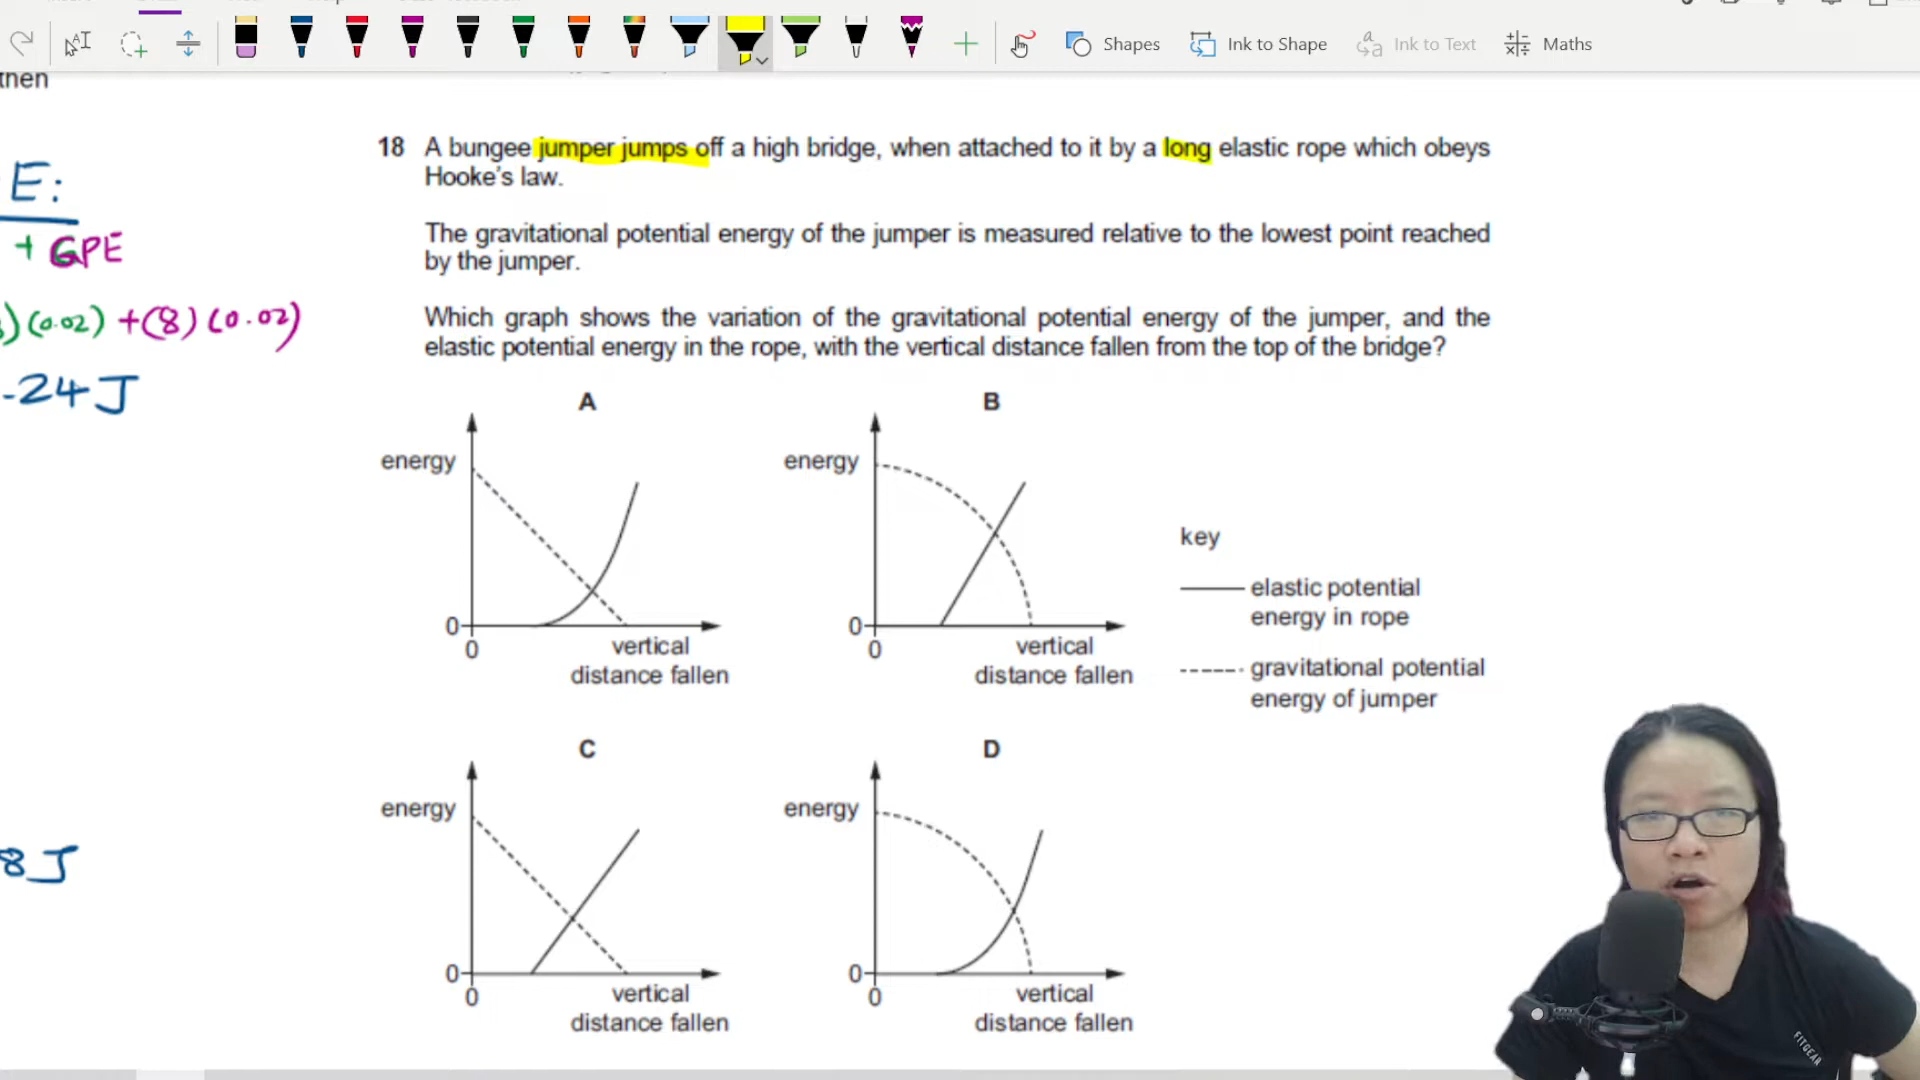 Shapes
Ink to Shape
Ink to Text
Maths
then
E:
+ GPE
)(0.02) +(8)(0.02)
.24J
8J
18 A bungee jumper jumps off a high bridge, when attached to it by a long elastic rope which obeys
Hooke's law.
The gravitational potential energy of the jumper is measured relative to the lowest point reached
by the jumper.
Which graph shows the variation of the gravitational potential energy of the jumper, and the
elastic potential energy in the rope, with the vertical distance fallen from the top of the bridge?
A
energy
0
0
vertical
distance fallen
B
energy
0
0
vertical
distance fallen
key
elastic potential
energy in rope
gravitational potential
energy of jumper
C
energy
0
0
vertical
distance fallen
D
energy
0
0
vertical
distance fallen
FITGEAR